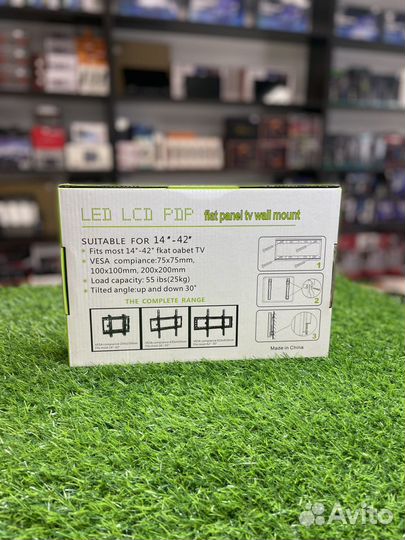 LED LCD PDP flat panel tv wall mount
SUITABLE FOR 14"-42"
• Fits most 14"-42" fkat oabet TV
• VESA compiance:75x75mm,
100x100mm, 200x200mm
• Load capacity: 55 ibs(25kg)
• Tilted angle:up and down 30°
THE COMPLETE RANGE
1
2
3
Made in China
Avito